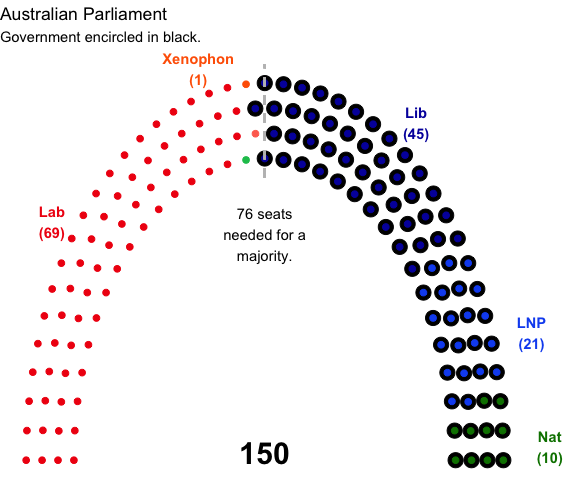 Australian Parliament
Government encircled in black.
Xenophon
(1)
Lib
(45)
Lab
(69)
76 seats
needed for a
majority.
LNP
(21)
Nat
(10)
150